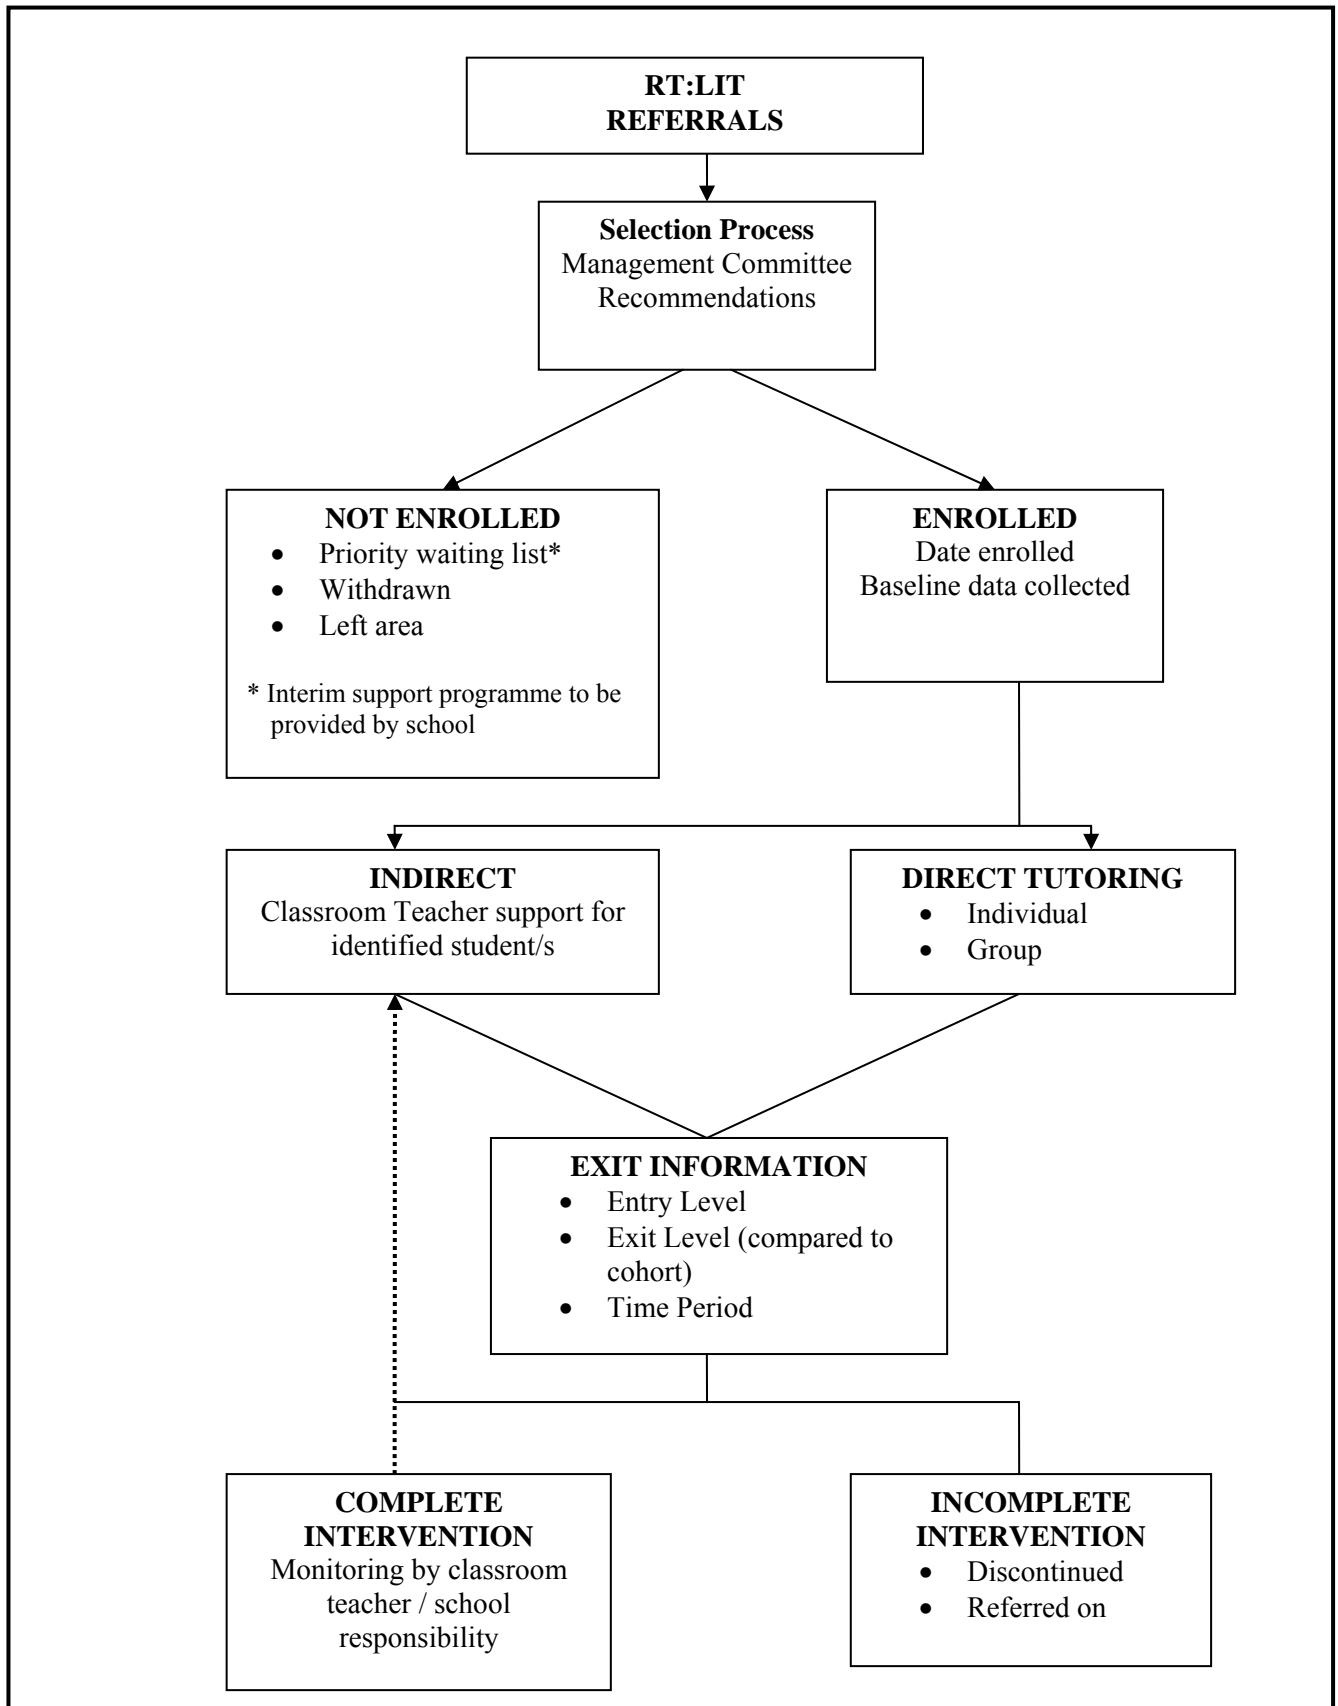 RT:LIT
REFERRALS
Selection Process
Management Committee
Recommendations
NOT ENROLLED
• Priority waiting list*
• Withdrawn
• Left area
* Interim support programme to be
provided by school
ENROLLED
Date enrolled
Baseline data collected
INDIRECT
Classroom Teacher support for
identified student/s
DIRECT TUTORING
• Individual
• Group
EXIT INFORMATION
• Entry Level
• Exit Level (compared to
cohort)
• Time Period
COMPLETE
INTERVENTION
Monitoring by classroom
teacher / school
responsibility
INCOMPLETE
INTERVENTION
• Discontinued
• Referred on